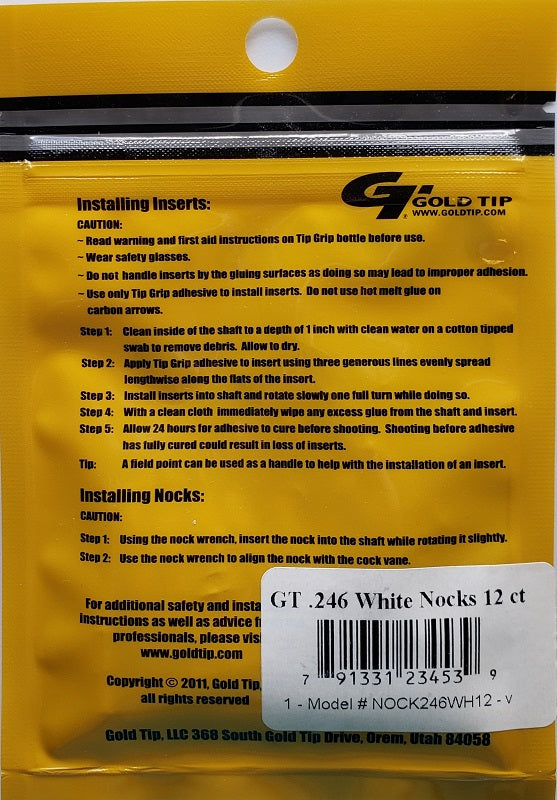 GT GOLD TIP
WWW.GOLDTIP.COM
Installing Inserts:
CAUTION:
~ Read warning and first aid instructions on Tip Grip bottle before use.
~ Wear safety glasses.
~ Do not handle inserts by the gluing surfaces as doing so may lead to improper adhesion.
~ Use only Tip Grip adhesive to install inserts. Do not use hot melt glue on
carbon arrows.
Step 1: Clean inside of the shaft to a depth of 1 inch with clean water on a cotton tipped
swab to remove debris. Allow to dry.
Step 2: Apply Tip Grip adhesive to insert using three generous lines evenly spread
lengthwise along the flats of the insert.
Step 3: Install inserts into shaft and rotate slowly one full turn while doing so.
Step 4: With a clean cloth immediately wipe any excess glue from the shaft and insert.
Step 5: Allow 24 hours for adhesive to cure before shooting. Shooting before adhesive
has fully cured could result in loss of inserts.
Tip: A field point can be used as a handle to help with the installation of an insert.
Installing Nocks:
CAUTION:
Step 1: Using the nock wrench, insert the nock into the shaft while rotating it slightly.
Step 2: Use the nock wrench to align the nock with the cock vane.
For additional safety and insta
instructions as well as advice f
professionals, please visi
www.goldtip.com
Copyright © 2011, Gold Tip,
all rights reserved
Gold Tip, LLC 368 South Gold Tip Drive, Orem, Utah 84058
GT .246 White Nocks 12 ct
7 91331 23453 9
1 - Model # NOCK246WH12 - v